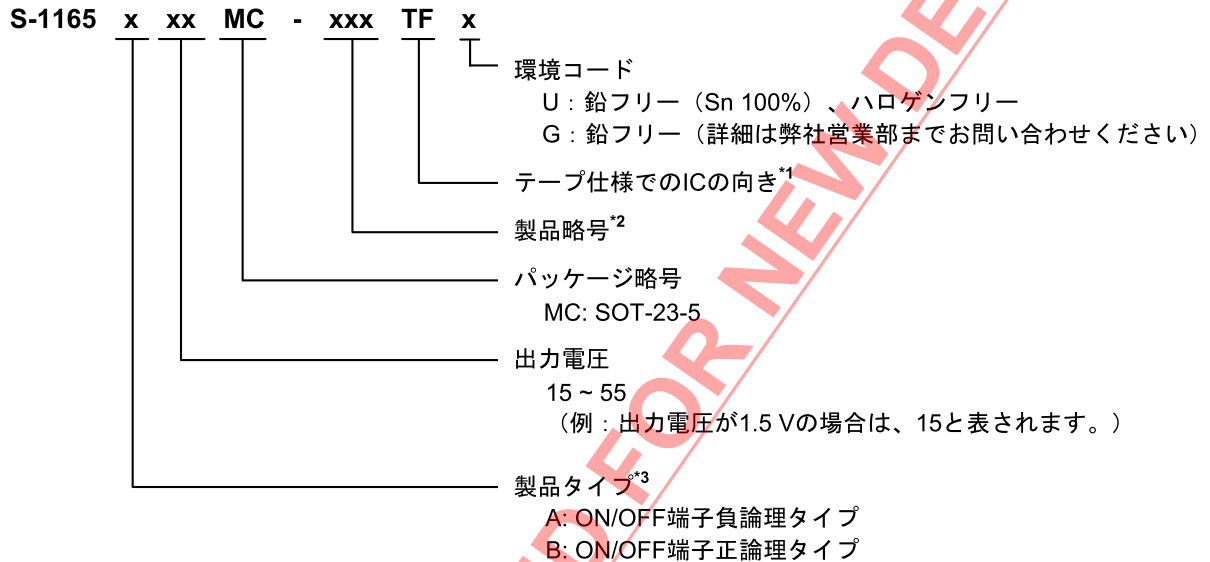 S-1165 x xx MC - xxx TF x
環境コード
U：鉛フリー（Sn 100%）、ハロゲンフリー
G：鉛フリー（詳細は弊社営業部までお問い合わせください）
テープ仕様でのICの向き*1
製品略号*2
パッケージ略号
MC: SOT-23-5
出力電圧
15 ~ 55
（例：出力電圧が1.5 Vの場合は、15と表されます。）
製品タイプ*3
A: ON/OFF端子負論理タイプ
B: ON/OFF端子正論理タイプ
ND FOR NEW DE